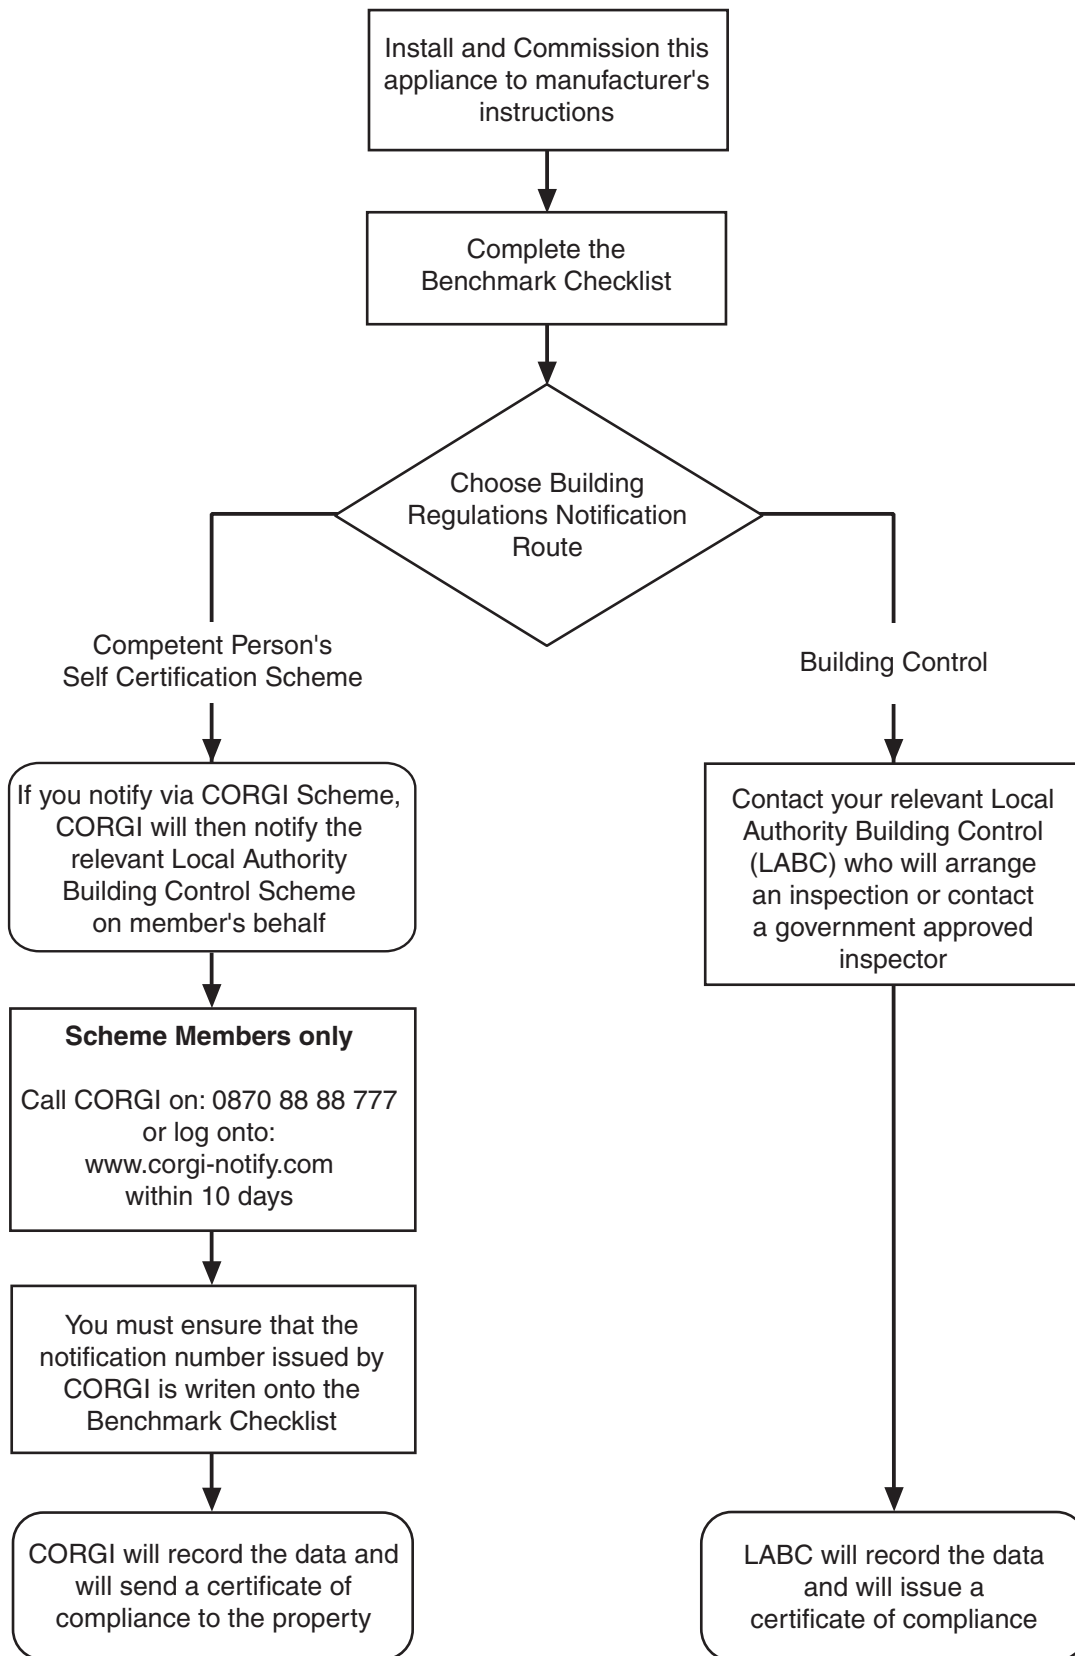 Install and Commission this
appliance to manufacturer's
instructions
Complete the
Benchmark Checklist
Choose Building
Regulations Notification
Route
Competent Person's
Self Certification Scheme
Building Control
If you notify via CORGI Scheme,
CORGI will then notify the
relevant Local Authority
Building Control Scheme
on member's behalf
Contact your relevant Local
Authority Building Control
(LABC) who will arrange
an inspection or contact
a government approved
inspector
Scheme Members only
Call CORGI on: 0870 88 88 777
or log onto:
www.corgi-notify.com
within 10 days
You must ensure that the
notification number issued by
CORGI is writen onto the
Benchmark Checklist
CORGI will record the data and
will send a certificate of
compliance to the property
LABC will record the data
and will issue a
certificate of compliance